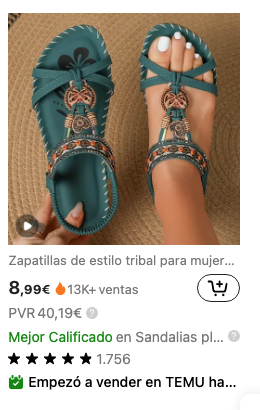 Zapatillas de estilo tribal para mujer...
8,99€ 13K+ ventas
PVR 40,19€ ?
Mejor Calificado en Sandalias pl... ?
1.756
Empezó a vender en TEMU ha...